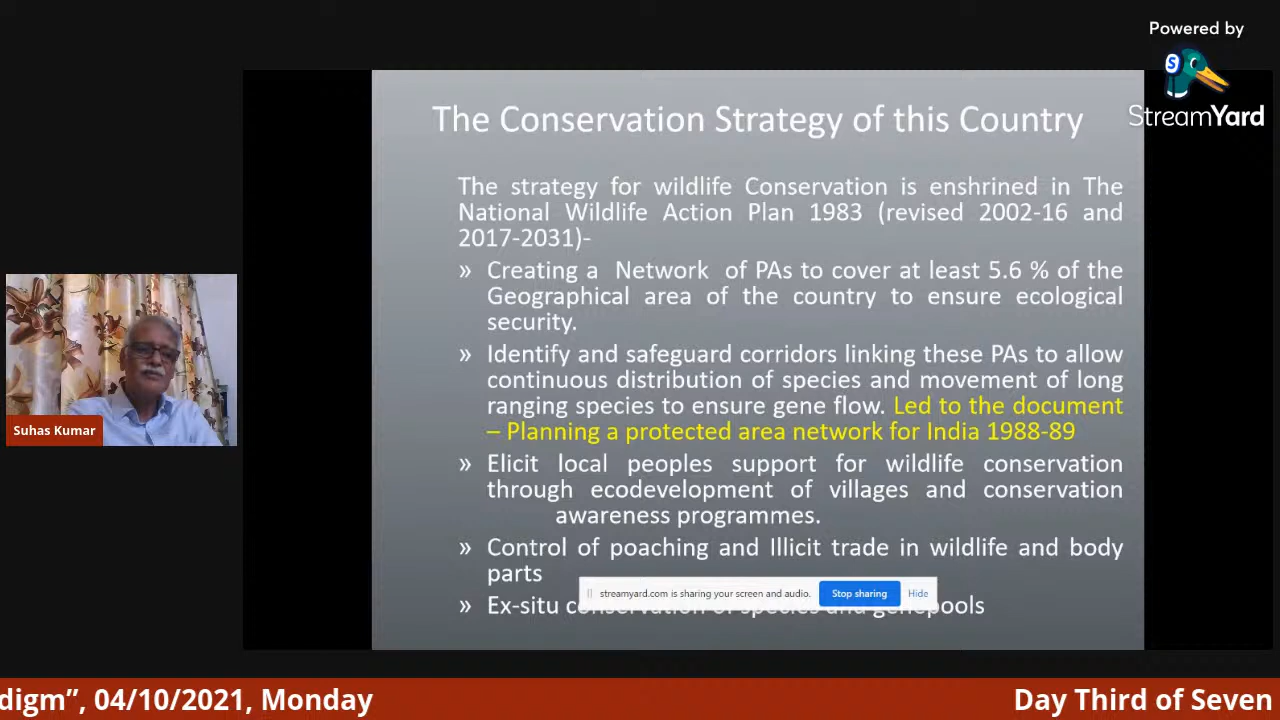 Powered by
StreamYard
The Conservation Strategy of this Country
The strategy for wildlife Conservation is enshrined in The
National Wildlife Action Plan 1983 (revised 2002-16 and
2017-2031)-
» Creating a Network of PAs to cover at least 5.6 % of the
Geographical area of the country to ensure ecological
security.
» Identify and safeguard corridors linking these PAs to allow
continuous distribution of species and movement of long
ranging species to ensure gene flow. Led to the document
– Planning a protected area network for India 1988-89
» Elicit local peoples support for wildlife conservation
through ecodevelopment of villages and conservation
awareness programmes.
» Control of poaching and Illicit trade in wildlife and body
parts
streamyard.com is sharing your screen and audio. Stop sharing Hide
» Ex-situ conservation of species and genepools
Suhas Kumar
digm”, 04/10/2021, Monday
Day Third of Seven